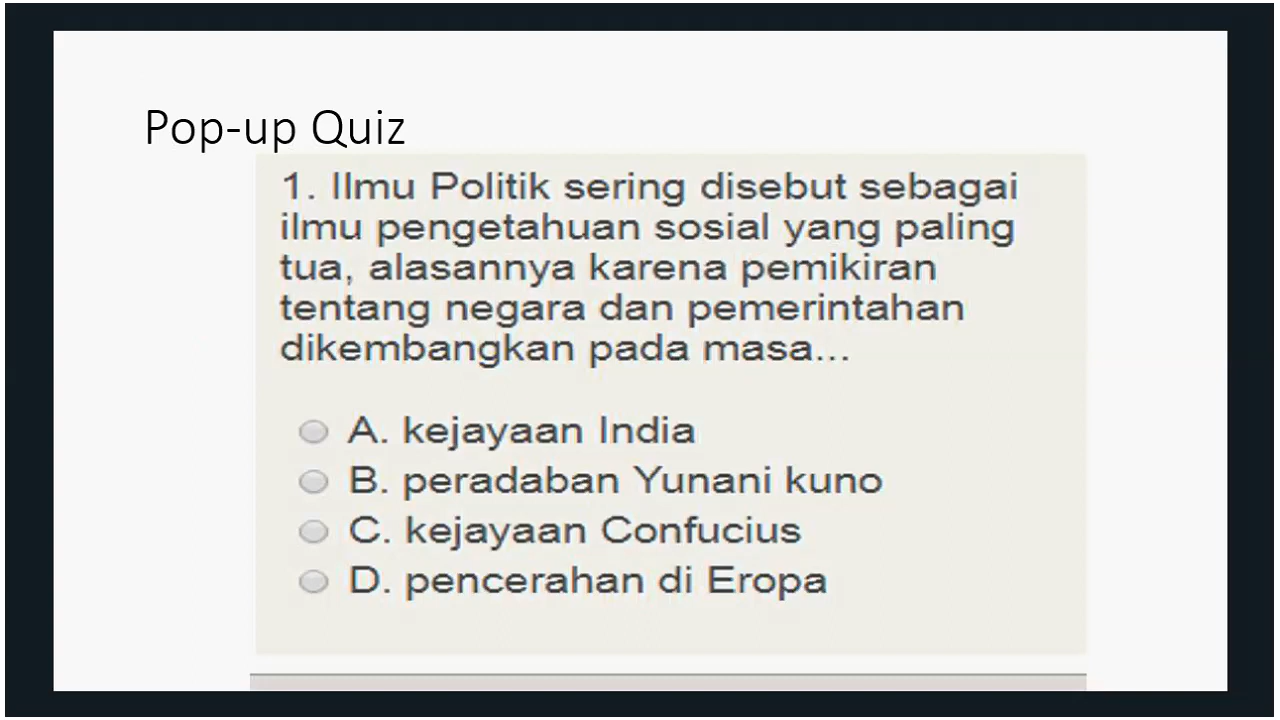 Pop-up Quiz
1. Ilmu Politik sering disebut sebagai
ilmu pengetahuan sosial yang paling
tua, alasannya karena pemikiran
tentang negara dan pemerintahan
dikembangkan pada masa...
A. kejayaan India
B. peradaban Yunani kuno
C. kejayaan Confucius
D. pencerahan di Eropa